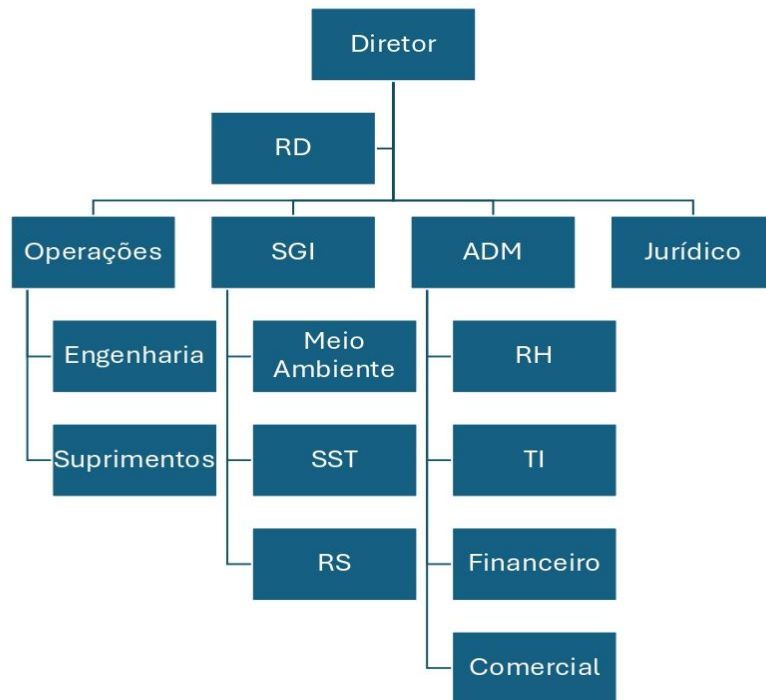 Diretor
RD
Operações
SGI
ADM
Jurídico
Engenharia
Meio
Ambiente
RH
Suprimentos
SST
TI
RS
Financeiro
Comercial